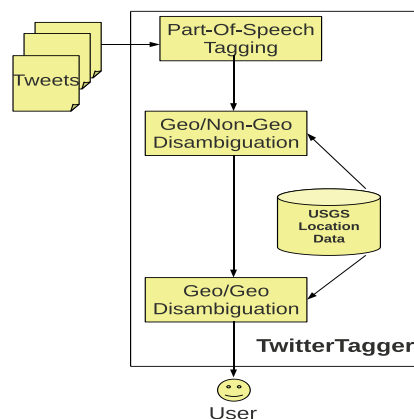 Part-Of-Speech
Tagging
Tweets
Geo/Non-Geo
Disambiguation
USGS
Location
Data
Geo/Geo
Disambiguation
TwitterTagger
User